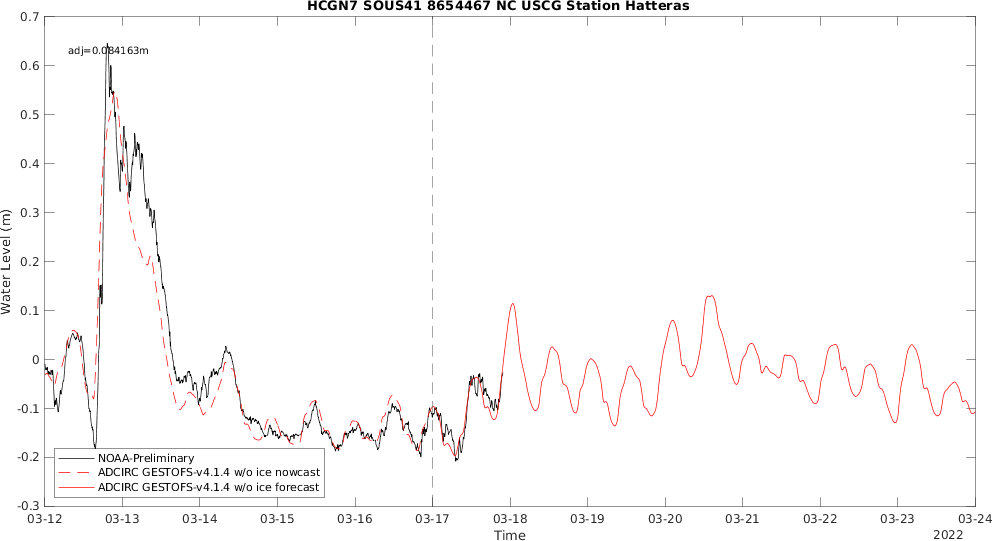 HCGN7 SOUS41 8654467 NC USCG Station Hatteras
0.7
adj=0.084163m
0.6
0.5
0.4
0.3
0.2
0.1
0
-0.1
-0.2
-0.3
Water Level (m)
NOAA-Preliminary
ADCIRC GESTOFS-v4.1.4 w/o ice nowcast
ADCIRC GESTOFS-v4.1.4 w/o ice forecast
03-12 03-13 03-14 03-15 03-16 03-17 03-18 03-19 03-20 03-21 03-22 03-23 03-24
Time
2022